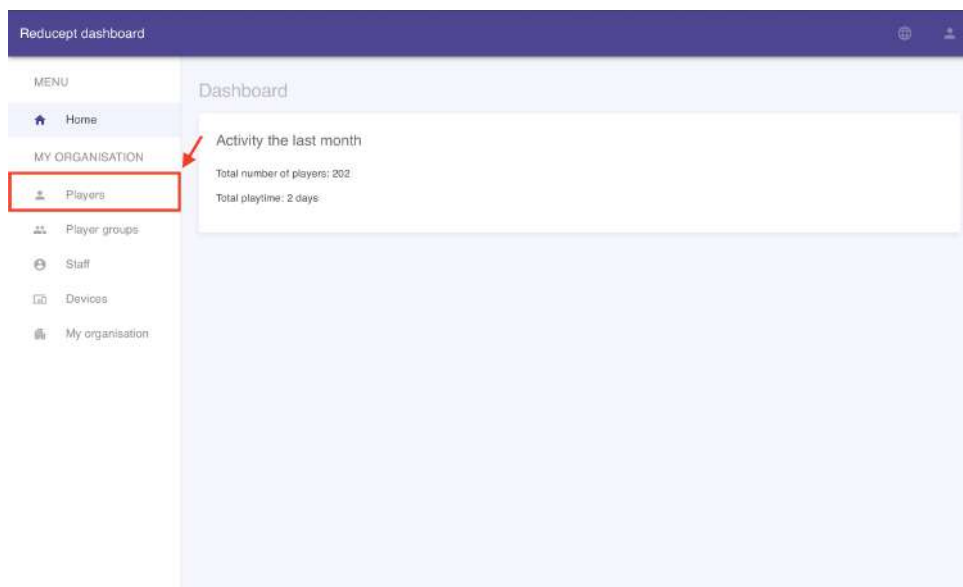 Reducept dashboard
MENU
Home
MY ORGANISATION
Players
Player groups
Staff
Devices
My organisation
Dashboard
Activity the last month
Total number of players: 202
Total playtime: 2 days